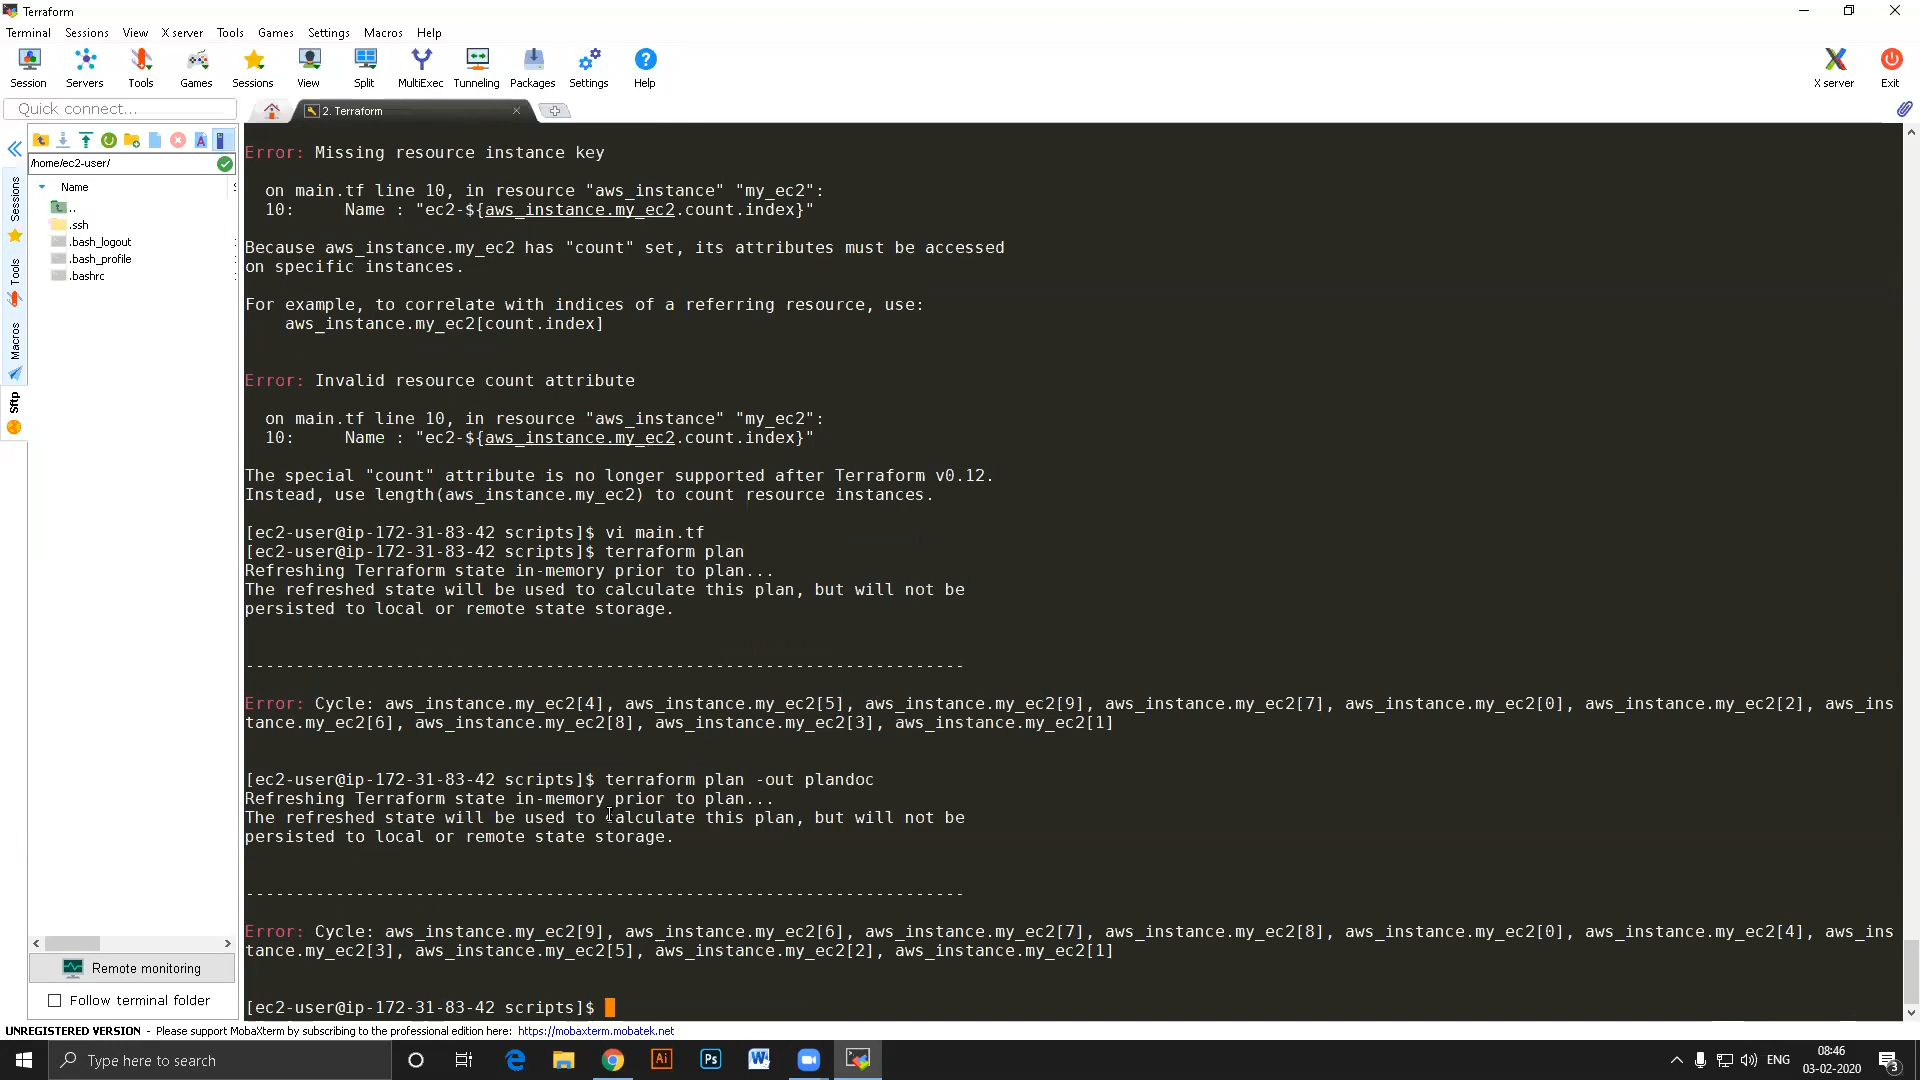 Terraform
Terminal Sessions View X server Tools Games Settings Macros Help
Session Servers Tools Games Sessions View Split MultiExec Tunneling Packages Settings Help X server Exit
Quick connect...
2. Terraform
/home/ec2-user/
Name
..
.ssh
.bash_logout
.bash_profile
.bashrc
Sessions
Tools
Macros
Sftp
Error: Missing resource instance key
on main.tf line 10, in resource "aws_instance" "my_ec2":
10: Name : "ec2-${aws_instance.my_ec2.count.index}"
Because aws_instance.my_ec2 has "count" set, its attributes must be accessed
on specific instances.
For example, to correlate with indices of a referring resource, use:
aws_instance.my_ec2[count.index]
Error: Invalid resource count attribute
on main.tf line 10, in resource "aws_instance" "my_ec2":
10: Name : "ec2-${aws_instance.my_ec2.count.index}"
The special "count" attribute is no longer supported after Terraform v0.12.
Instead, use length(aws_instance.my_ec2) to count resource instances.
[ec2-user@ip-172-31-83-42 scripts]$ vi main.tf
[ec2-user@ip-172-31-83-42 scripts]$ terraform plan
Refreshing Terraform state in-memory prior to plan...
The refreshed state will be used to calculate this plan, but will not be
persisted to local or remote state storage.
------------------------------------------------------------------------
Error: Cycle: aws_instance.my_ec2[4], aws_instance.my_ec2[5], aws_instance.my_ec2[9], aws_instance.my_ec2[7], aws_instance.my_ec2[0], aws_instance.my_ec2[2], aws_ins
tance.my_ec2[6], aws_instance.my_ec2[8], aws_instance.my_ec2[3], aws_instance.my_ec2[1]
[ec2-user@ip-172-31-83-42 scripts]$ terraform plan -out plandoc
Refreshing Terraform state in-memory prior to plan...
The refreshed state will be used to calculate this plan, but will not be
persisted to local or remote state storage.
------------------------------------------------------------------------
Error: Cycle: aws_instance.my_ec2[9], aws_instance.my_ec2[6], aws_instance.my_ec2[7], aws_instance.my_ec2[8], aws_instance.my_ec2[0], aws_instance.my_ec2[4], aws_ins
tance.my_ec2[3], aws_instance.my_ec2[5], aws_instance.my_ec2[2], aws_instance.my_ec2[1]
[ec2-user@ip-172-31-83-42 scripts]$
Remote monitoring
Follow terminal folder
UNREGISTERED VERSION - Please support MobaXterm by subscribing to the professional edition here: https://mobaxterm.mobatek.net
Type here to search
Ai
Ps
W
ENG
08:46
03-02-2020
3